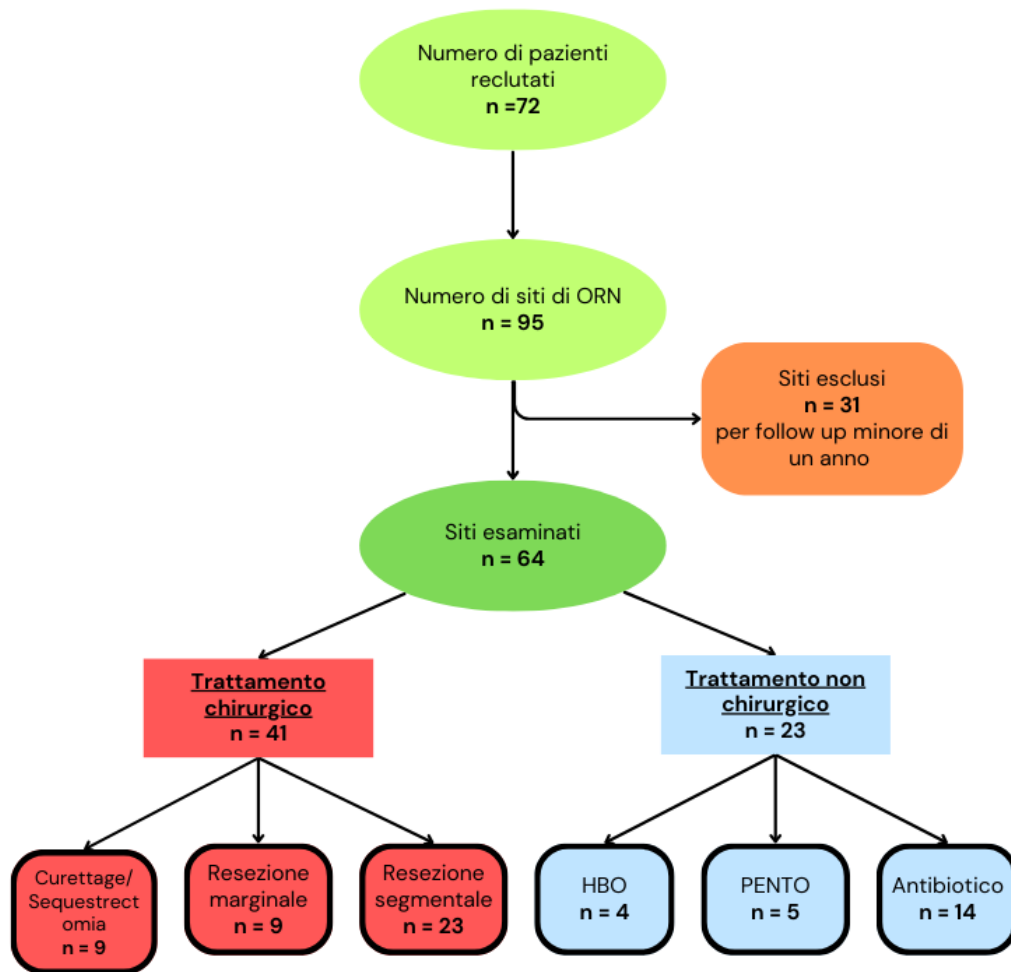 Numero di pazienti
reclutati
n =72
Numero di siti di ORN
n = 95
Siti esclusi
n = 31
per follow up minore di
un anno
Siti esaminati
n = 64
Trattamento
chirurgico
n = 41
Trattamento non
chirurgico
n = 23
Curettage/
Sequestrect
omia
n = 9
Resezione
marginale
n = 9
Resezione
segmentale
n = 23
HBO
n = 4
PENTO
n = 5
Antibiotico
n = 14